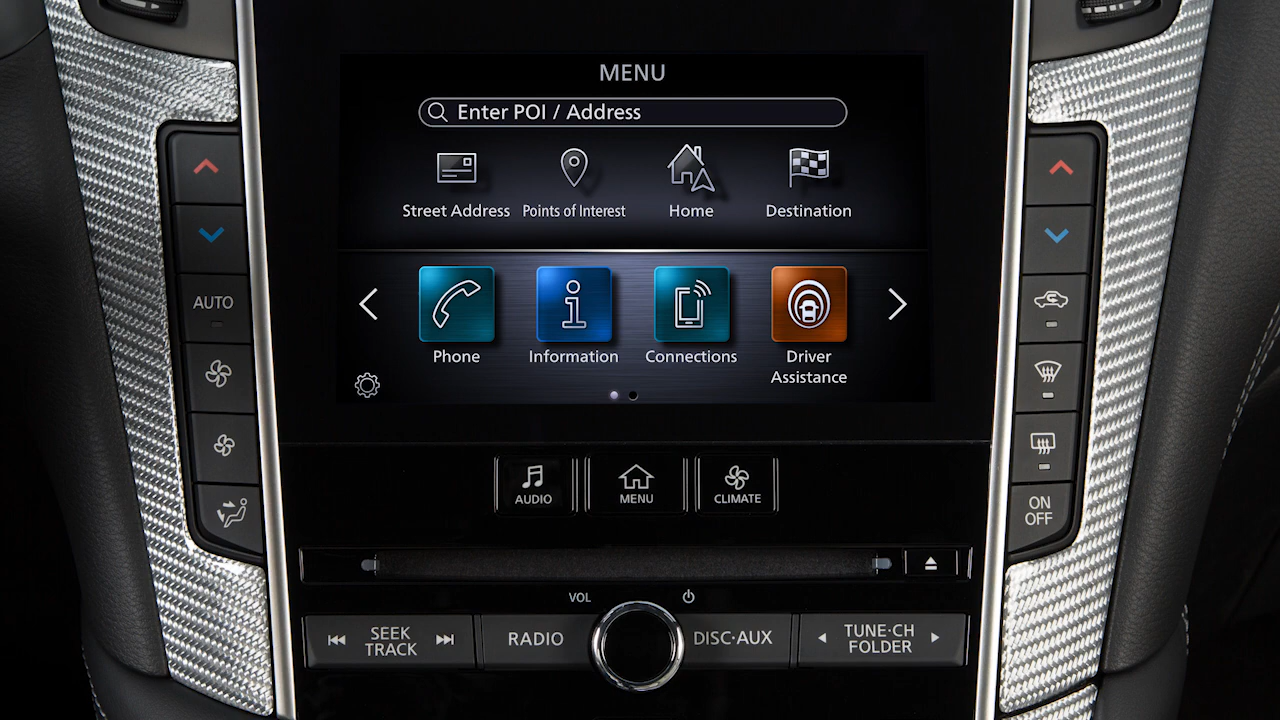 MENU
Enter POI / Address
Street Address
Points of Interest
Home
Destination
AUTO
Phone
Information
Connections
Driver
Assistance
AUDIO
MENU
CLIMATE
ON
OFF
VOL
SEEK
TRACK
RADIO
DISC·AUX
TUNE·CH
FOLDER